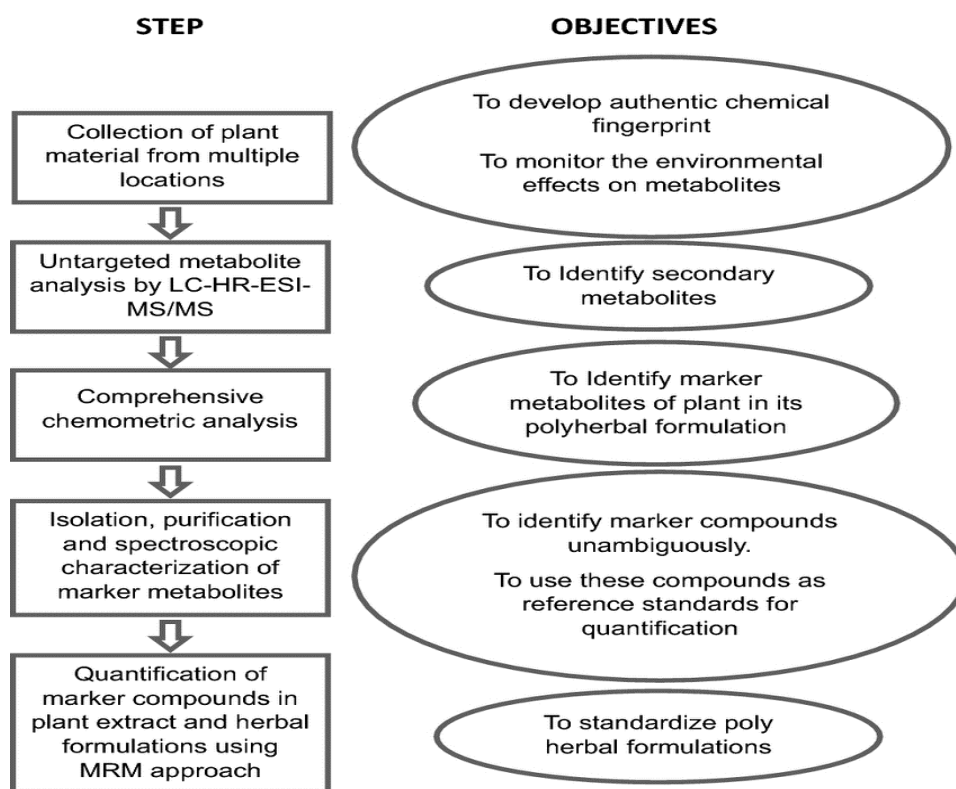 STEP
OBJECTIVES
Collection of plant
material from multiple
locations
To develop authentic chemical
fingerprint
To monitor the environmental
effects on metabolites
Untargeted metabolite
analysis by LC-HR-ESI-
MS/MS
To Identify secondary
metabolites
Comprehensive
chemometric analysis
To Identify marker
metabolites of plant in its
polyherbal formulation
Isolation, purification
and spectroscopic
characterization of
marker metabolites
To identify marker compounds
unambiguously.
To use these compounds as
reference standards for
quantification
Quantification of
marker compounds in
plant extract and herbal
formulations using
MRM approach
To standardize poly
herbal formulations